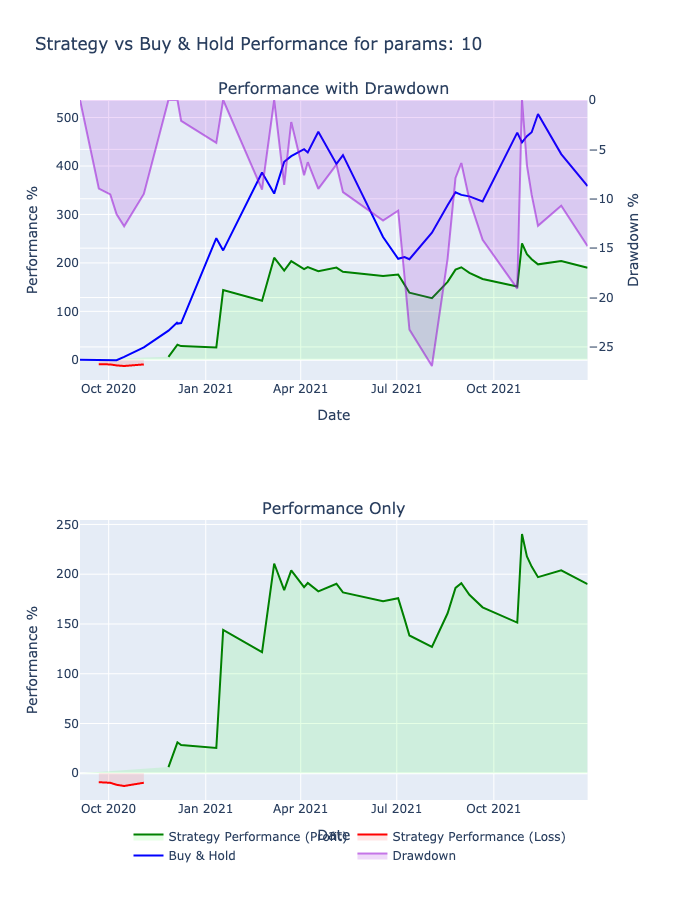 Strategy vs Buy & Hold Performance for params: 10
Performance with Drawdown
500
400
300
200
100
0
Performance %
0
−5
−10
−15
−20
−25
Drawdown %
Oct 2020 Jan 2021 Apr 2021 Jul 2021 Oct 2021
Date
Performance Only
250
200
150
100
50
0
Performance %
Oct 2020 Jan 2021 Apr 2021 Jul 2021 Oct 2021
Date
Strategy Performance (Profit) Strategy Performance (Loss)
Buy & Hold Drawdown